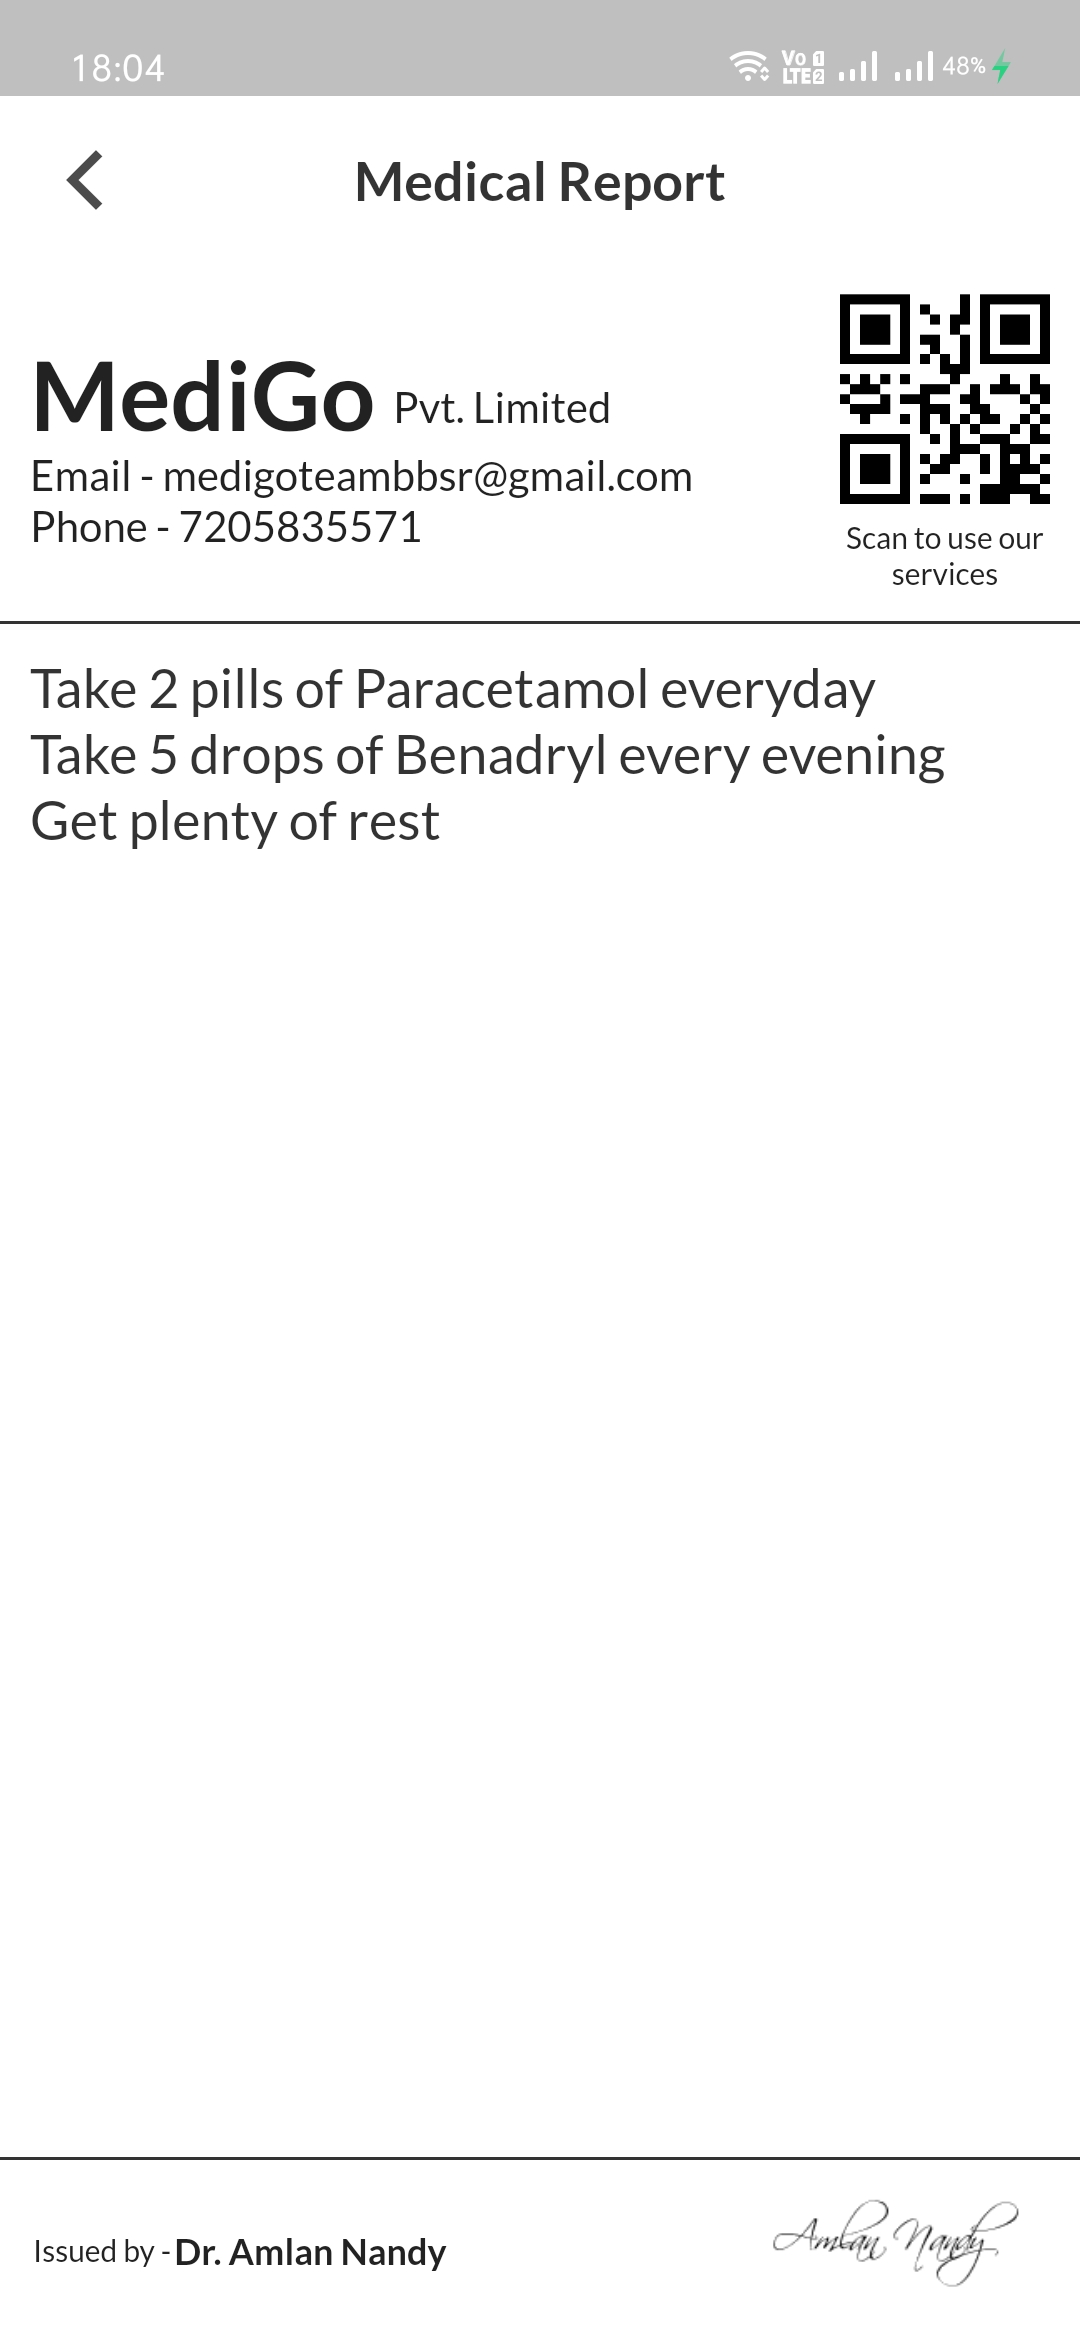 18:04
Vo 1
LTE 2
48%
Medical Report
MediGo Pvt. Limited
Email - medigoteambbsr@gmail.com
Phone - 7205835571
Scan to use our
services
Take 2 pills of Paracetamol everyday
Take 5 drops of Benadryl every evening
Get plenty of rest
Issued by - Dr. Amlan Nandy
Amlan Nandy